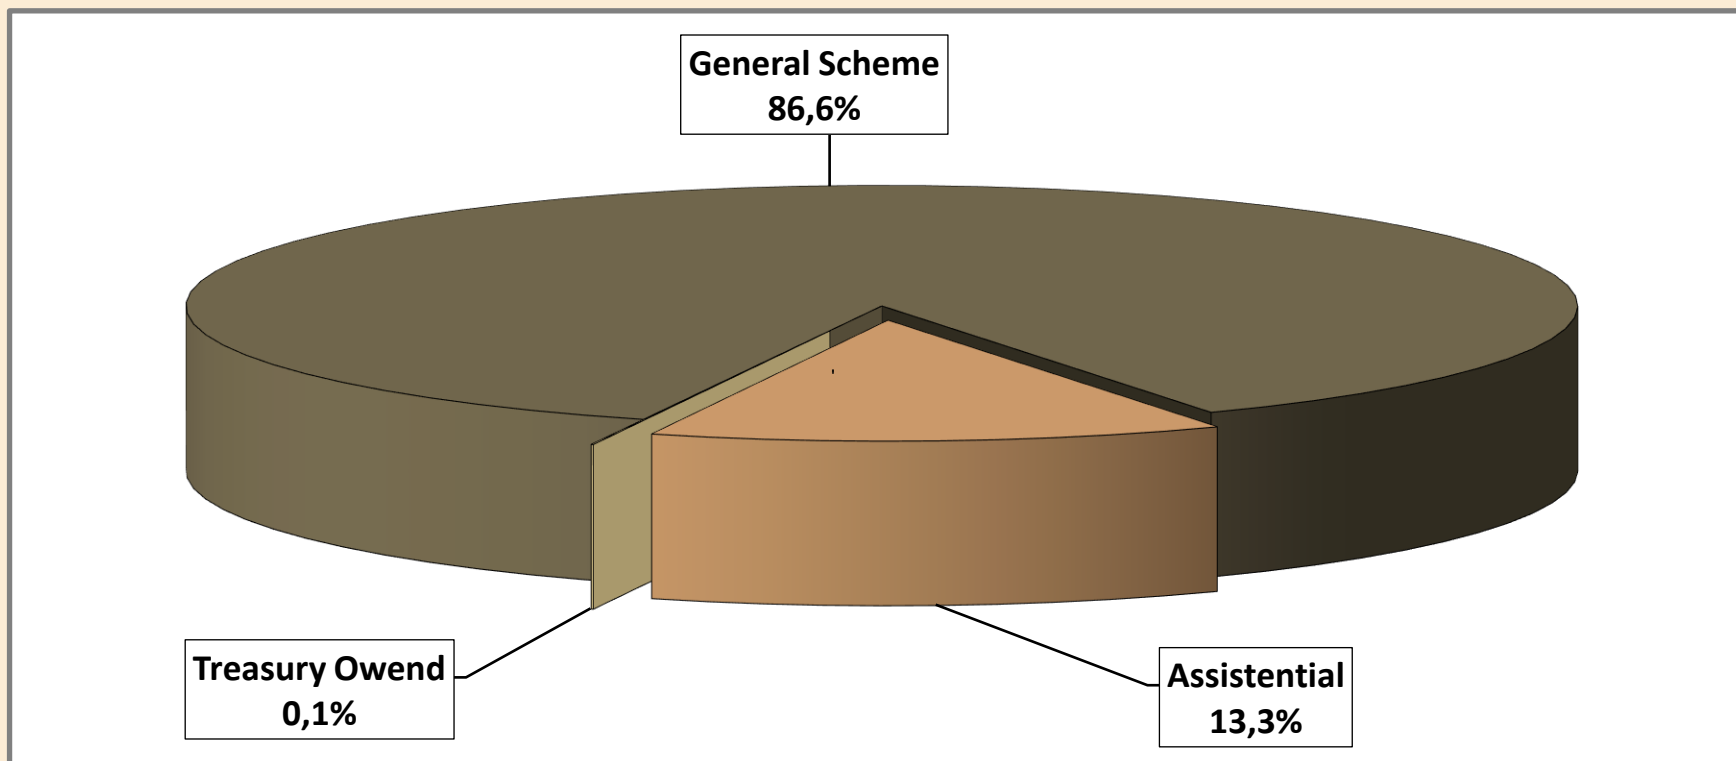 General Scheme
86,6%
Treasury Owend
0,1%
Assistential
13,3%